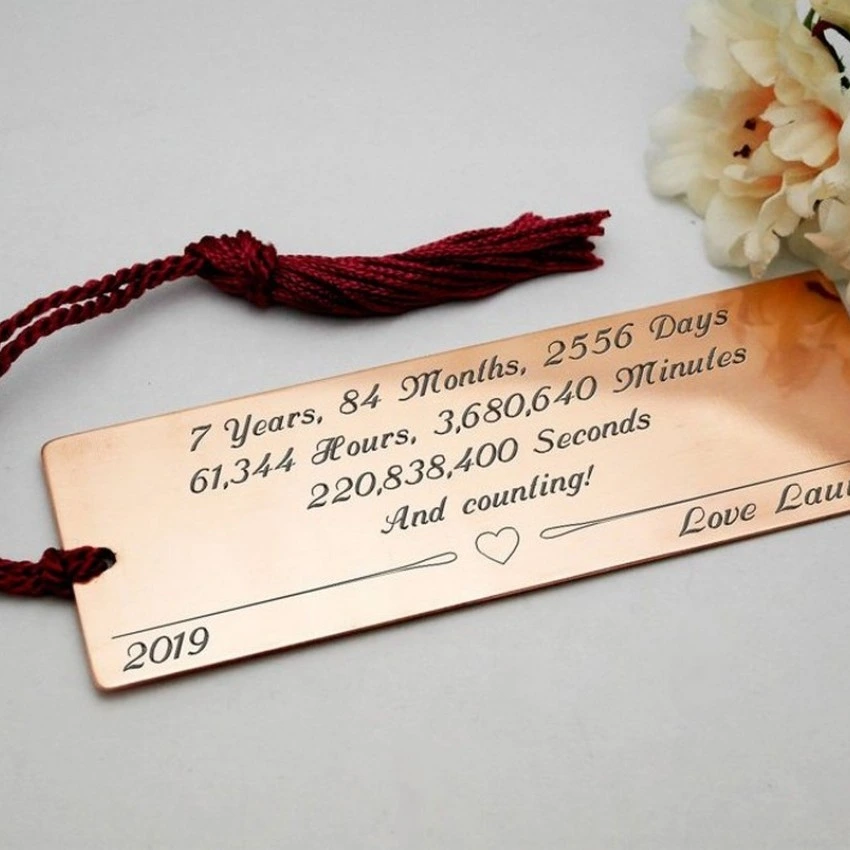 7 Years, 84 Months, 2556 Days
61,344 Hours, 3,680,640 Minutes
220,838,400 Seconds
And counting!
Love
2019